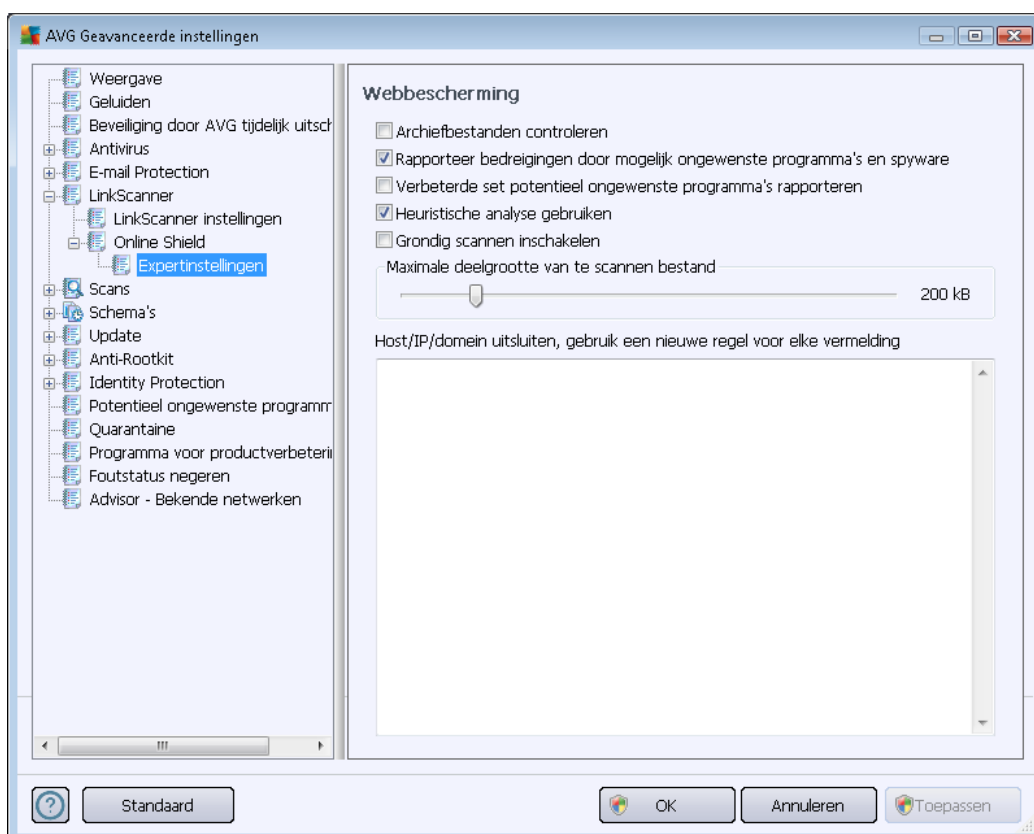 AVG Geavanceerde instellingen
Weergave
Geluiden
Beveiliging door AVG tijdelijk uitsch
Antivirus
E-mail Protection
LinkScanner
LinkScanner instellingen
Online Shield
Expertinstellingen
Scans
Schema's
Update
Anti-Rootkit
Identity Protection
Potentieel ongewenste programm
Quarantaine
Programma voor productverbeteri
Foutstatus negeren
Advisor - Bekende netwerken
Webbescherming
Archiefbestanden controleren
Rapporteer bedreigingen door mogelijk ongewenste programma's en spyware
Verbeterde set potentieel ongewenste programma's rapporteren
Heuristische analyse gebruiken
Grondig scannen inschakelen
Maximale deelgrootte van te scannen bestand
200 kB
Host/IP/domein uitsluiten, gebruik een nieuwe regel voor elke vermelding
Standaard
OK
Annuleren
Toepassen